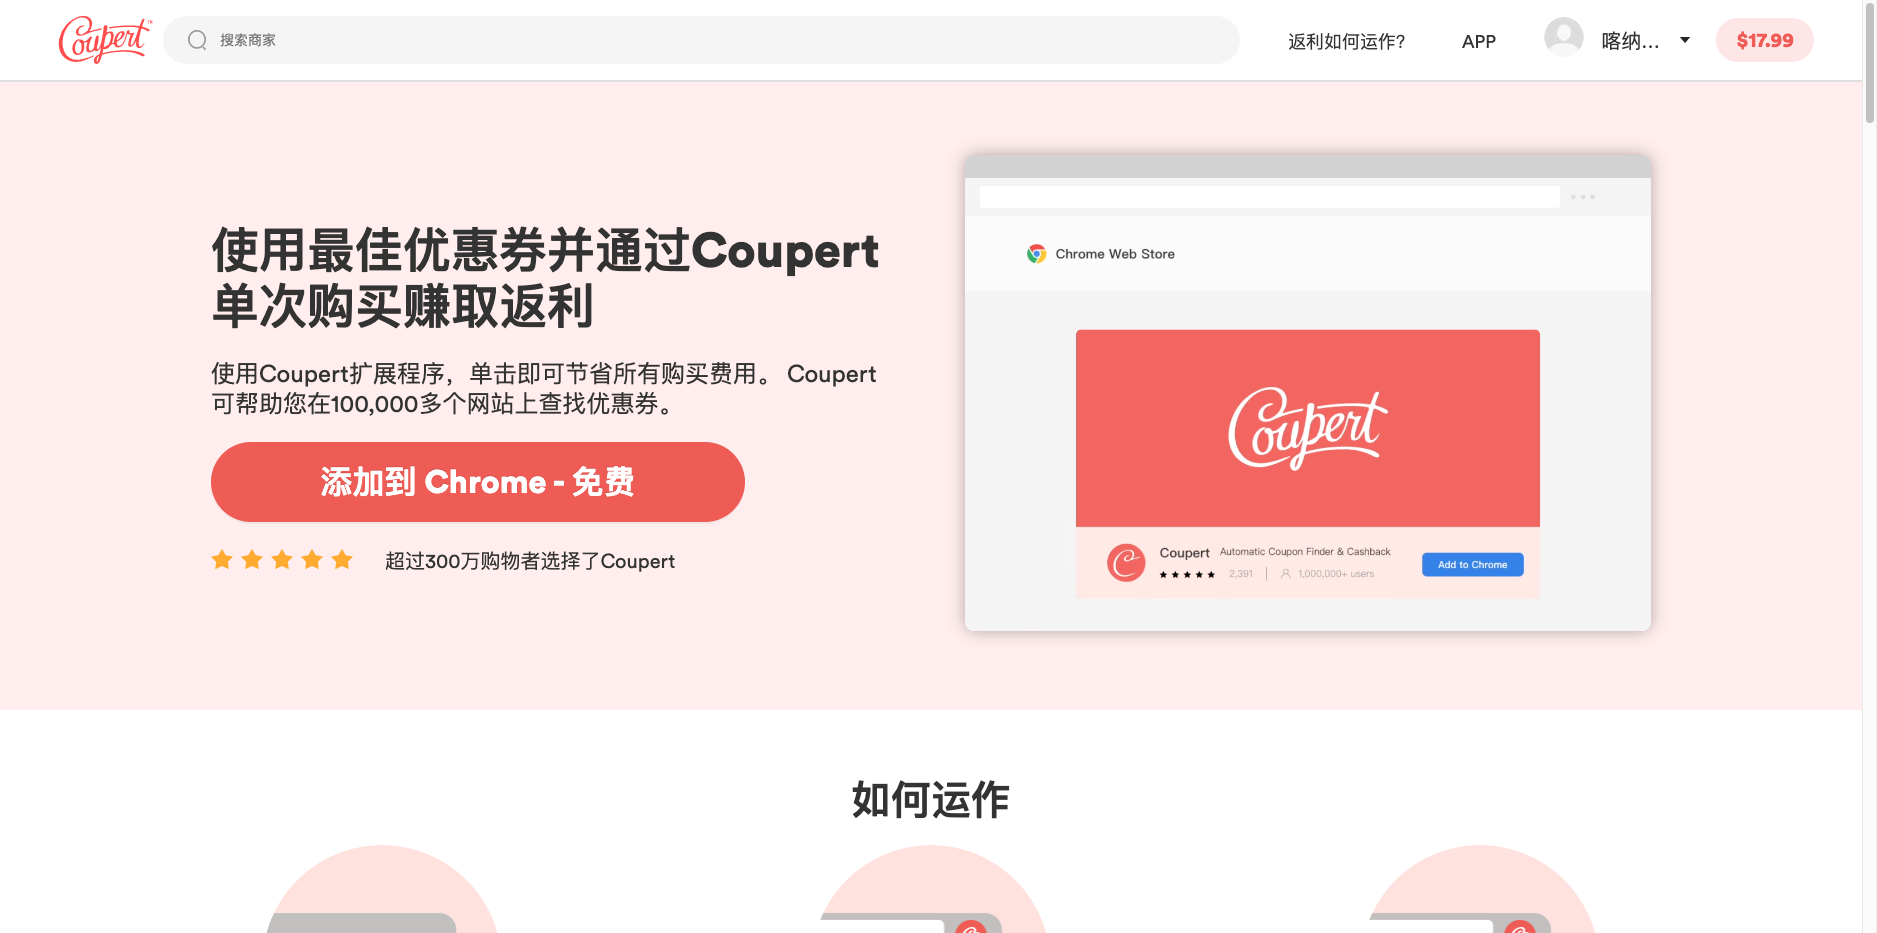 Coupert™
搜索商家
返利如何运作?
APP
喀纳...
$17.99
使用最佳优惠券并通过Coupert
单次购买赚取返利
使用Coupert扩展程序，单击即可节省所有购买费用。 Coupert
可帮助您在100,000多个网站上查找优惠券。
添加到 Chrome - 免费
超过300万购物者选择了Coupert
Chrome Web Store
Coupert
Coupert Automatic Coupon Finder & Cashback
2,391
1,000,000+ users
Add to Chrome
如何运作